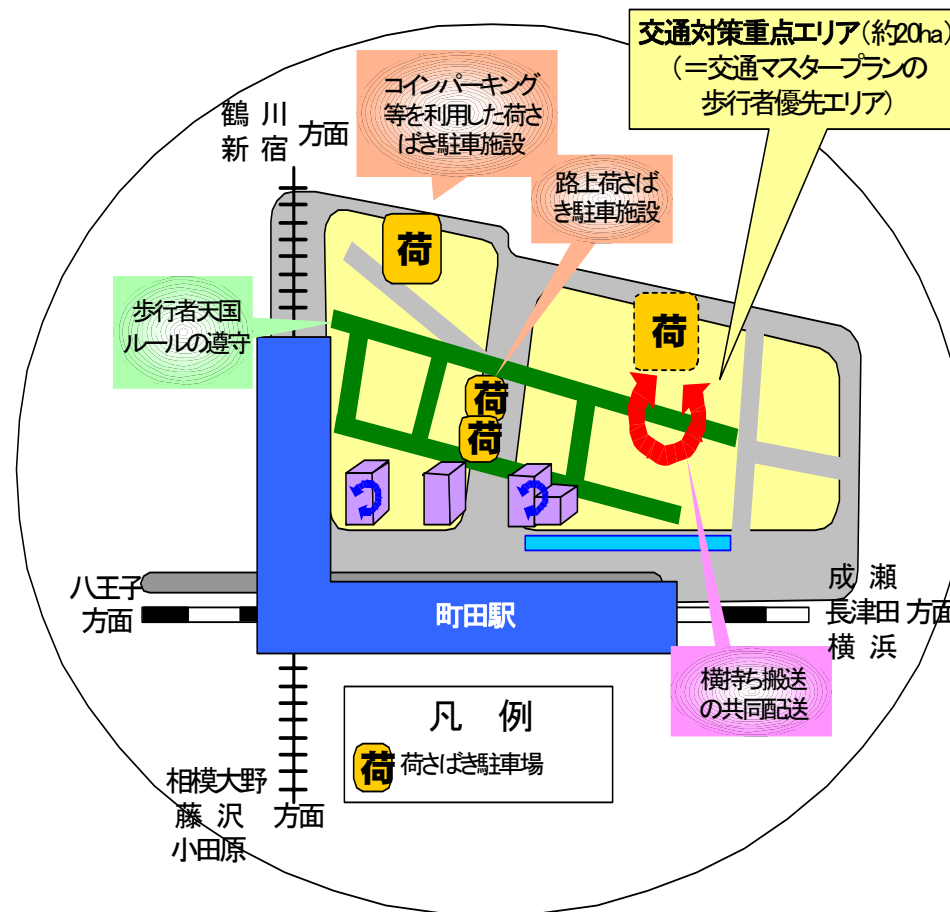 交通対策重点エリア(約20ha)
(=交通マスタープランの
歩行者優先エリア)
コインパーキング
等を利用した荷さ
ばき駐車施設
鶴 川
新 宿
方面
路上荷さば
き駐車施設
荷
荷
歩行者天国
ルールの遵守
荷
荷
八王子
方面
町田駅
成 瀬
長津田 方面
横 浜
横持ち搬送
の共同配送
凡 例
荷 荷さばき駐車場
相模大野
藤 沢 方面
小田原